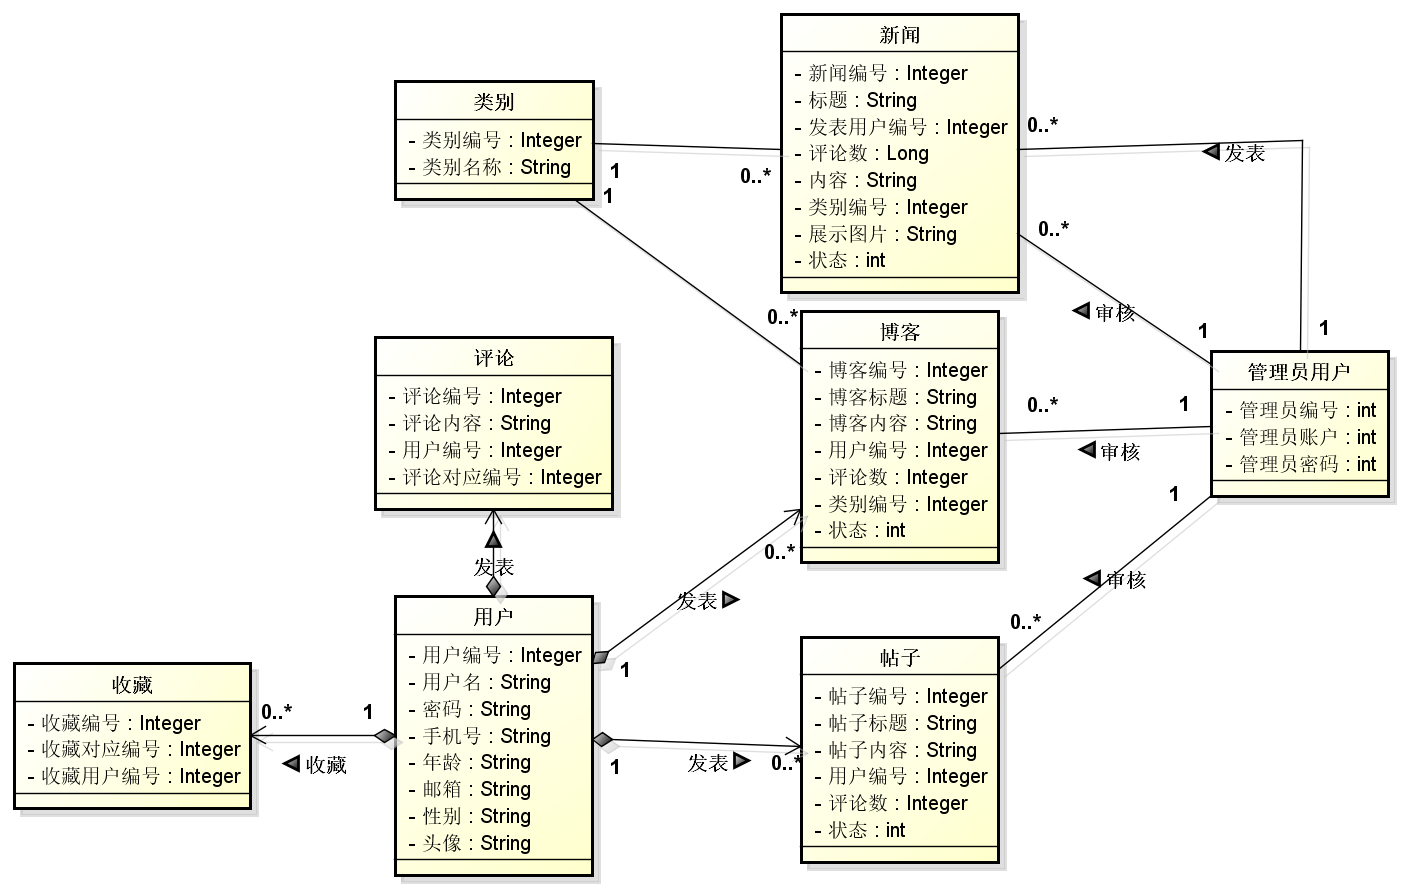 新闻
- 新闻编号 : Integer
- 标题 : String
- 发表用户编号 : Integer
- 评论数 : Long
- 内容 : String
- 类别编号 : Integer
- 展示图片 : String
- 状态 : int
类别
- 类别编号 : Integer
- 类别名称 : String
1
0..*
1
0..*
0..*
发表
1
0..*
审核
1
博客
- 博客编号 : Integer
- 博客标题 : String
- 博客内容 : String
- 用户编号 : Integer
- 评论数 : Integer
- 类别编号 : Integer
- 状态 : int
0..*
1
审核
管理员用户
- 管理员编号 : int
- 管理员账户 : int
- 管理员密码 : int
1
审核
0..*
评论
- 评论编号 : Integer
- 评论内容 : String
- 用户编号 : Integer
- 评论对应编号 : Integer
发表
0..*
发表
1
用户
- 用户编号 : Integer
- 用户名 : String
- 密码 : String
- 手机号 : String
- 年龄 : String
- 邮箱 : String
- 性别 : String
- 头像 : String
1
发表
0..*
帖子
- 帖子编号 : Integer
- 帖子标题 : String
- 帖子内容 : String
- 用户编号 : Integer
- 评论数 : Integer
- 状态 : int
收藏
- 收藏编号 : Integer
- 收藏对应编号 : Integer
- 收藏用户编号 : Integer
0..*
1
收藏